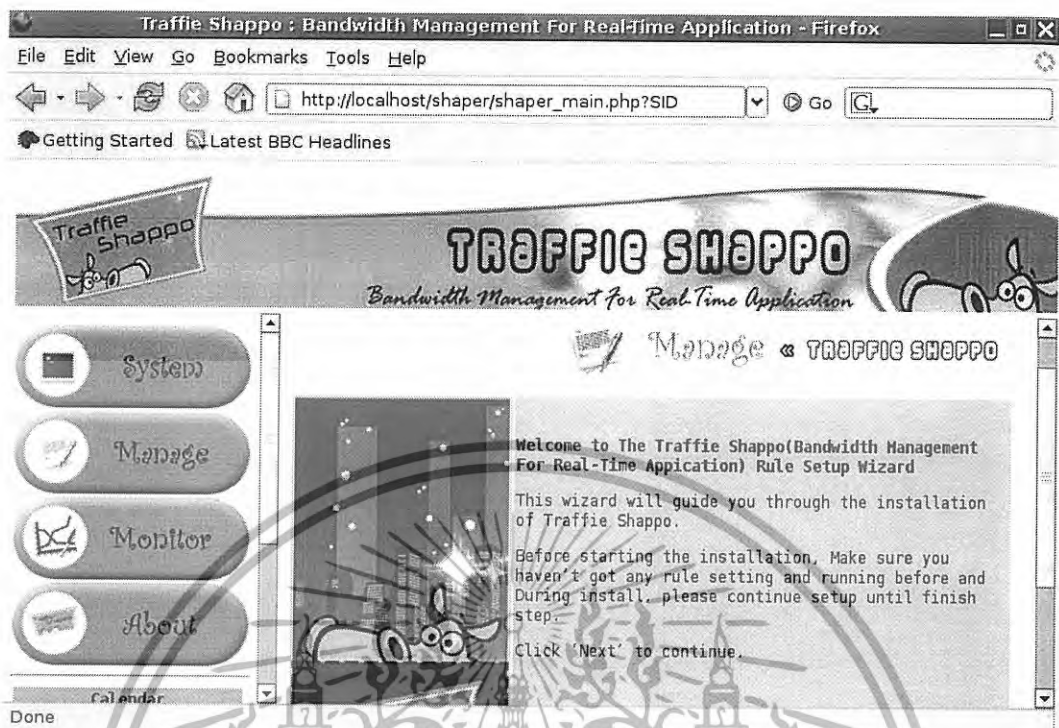 Traffie Shappo : Bandwidth Management For Real-Time Application - Firefox
File Edit View Go Bookmarks Tools Help
http://localhost/shaper/shaper_main.php?SID Go G
Getting Started Latest BBC Headlines
Traffie Shappo
TRAFFIE SHAPPO
Bandwidth Management For Real-Time Application
Manage « TRAFFIE SHAPPO
System
Manage
Monitor
About
Calendar
Welcome to The Traffie Shappo(Bandwidth Management
For Real-Time Appication) Rule Setup Wizard
This wizard will guide you through the installation
of Traffie Shappo.
Before starting the installation, Make sure you
haven't got any rule setting and running before and
During install, please continue setup until finish
step.
Click 'Next' to continue.
Done